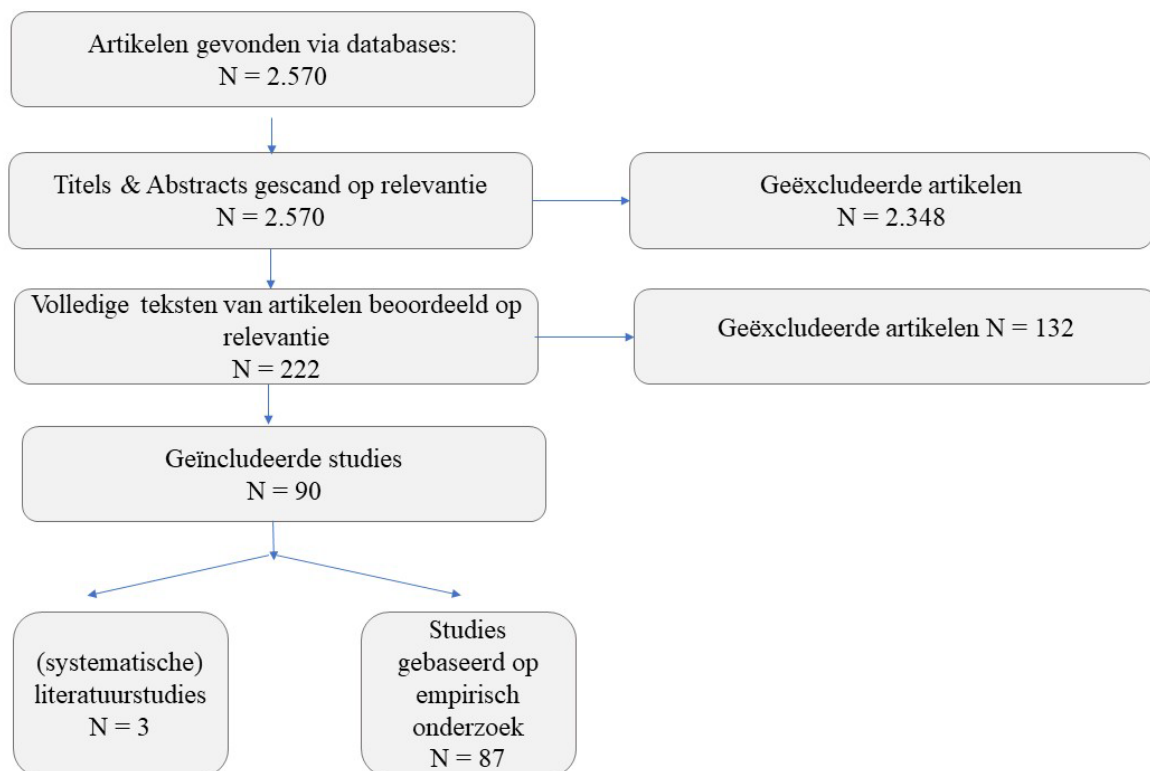 Artikelen gevonden via databases:
N = 2.570
Titels & Abstracts gescand op relevantie
N = 2.570
Geëxcludeerde artikelen
N = 2.348
Volledige teksten van artikelen beoordeeld op
relevantie
N = 222
Geëxcludeerde artikelen N = 132
Geïncludeerde studies
N = 90
(systematische)
literatuurstudies
N = 3
Studies
gebaseerd op
empirisch
onderzoek
N = 87